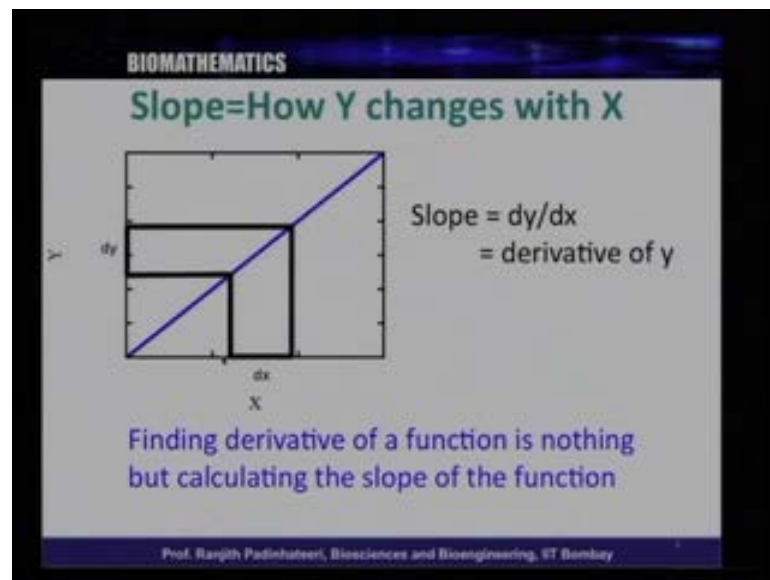 BIOMATHEMATICS
Slope=How Y changes with X
Slope = dy/dx
= derivative of y
Y
dy
dx
X
Finding derivative of a function is nothing
but calculating the slope of the function
Prof. Ranjith Padinhateeri, Biosciences and Bioengineering, IIT Bombay